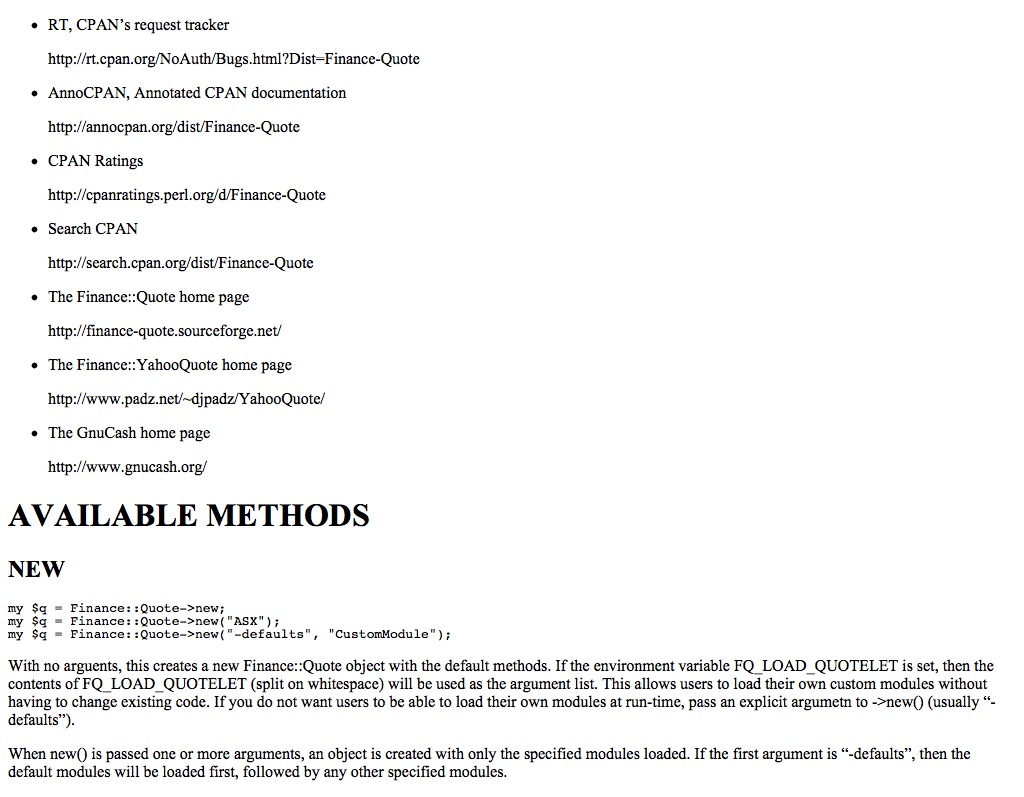 • RT, CPAN’s request tracker
http://rt.cpan.org/NoAuth/Bugs.html?Dist=Finance-Quote
• AnnoCPAN, Annotated CPAN documentation
http://annocpan.org/dist/Finance-Quote
• CPAN Ratings
http://cpanratings.perl.org/d/Finance-Quote
• Search CPAN
http://search.cpan.org/dist/Finance-Quote
• The Finance::Quote home page
http://finance-quote.sourceforge.net/
• The Finance::YahooQuote home page
http://www.padz.net/~djpadz/YahooQuote/
• The GnuCash home page
http://www.gnucash.org/
AVAILABLE METHODS
NEW
my $q = Finance::Quote->new;
my $q = Finance::Quote->new("ASX");
my $q = Finance::Quote->new("-defaults", "CustomModule");
With no arguents, this creates a new Finance::Quote object with the default methods. If the environment variable FQ_LOAD_QUOTELET is set, then the
contents of FQ_LOAD_QUOTELET (split on whitespace) will be used as the argument list. This allows users to load their own custom modules without
having to change existing code. If you do not want users to be able to load their own modules at run-time, pass an explicit argumetn to ->new() (usually “-
defaults”).
When new() is passed one or more arguments, an object is created with only the specified modules loaded. If the first argument is “-defaults”, then the
default modules will be loaded first, followed by any other specified modules.